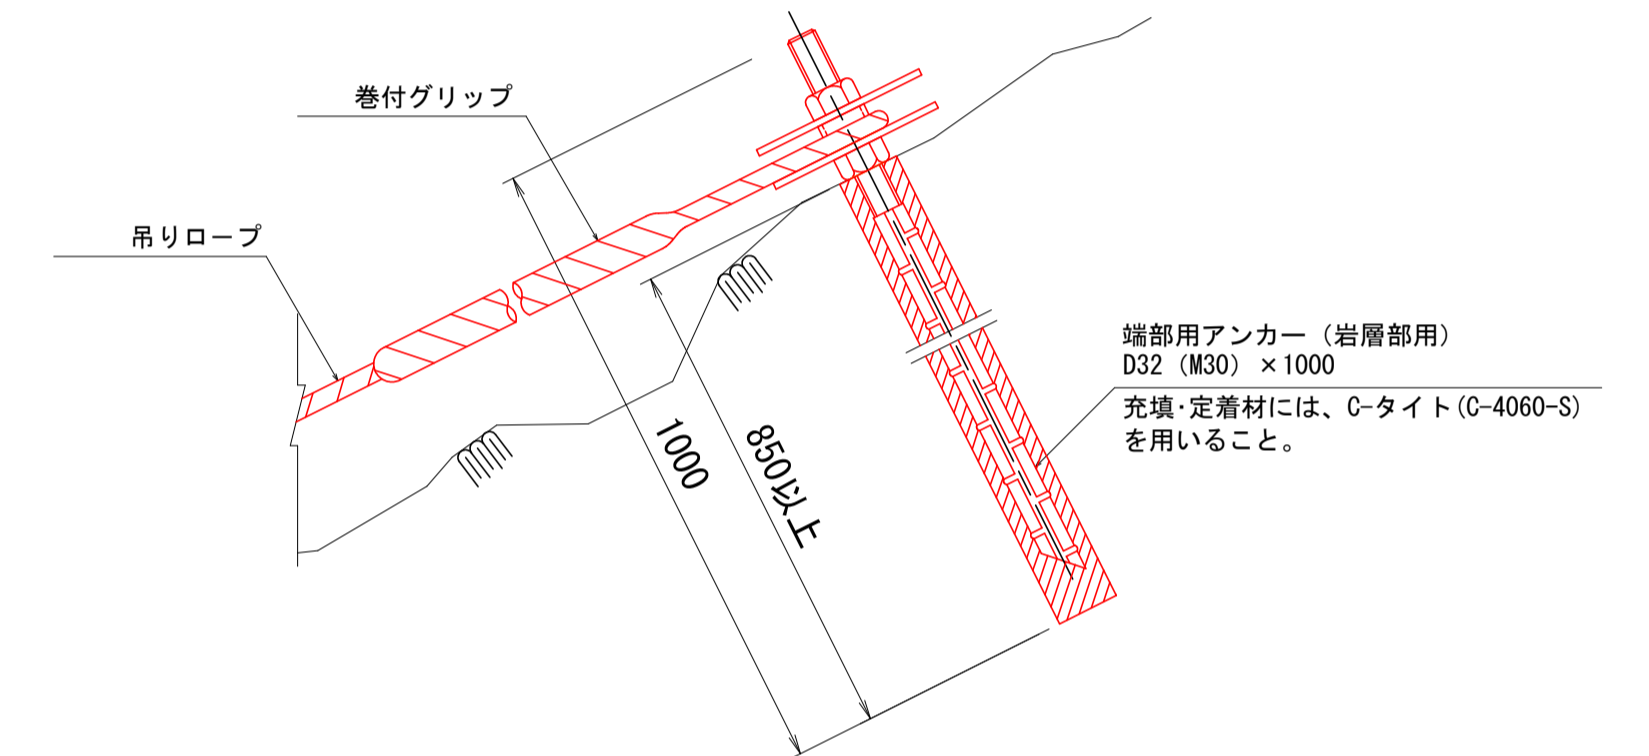 巻付グリップ
吊りロープ
端部用アンカー（岩層部用）
D32（M30）×1000
充填･定着材には、C-タイト(C-4060-S)
を用いること。
1000
850以上